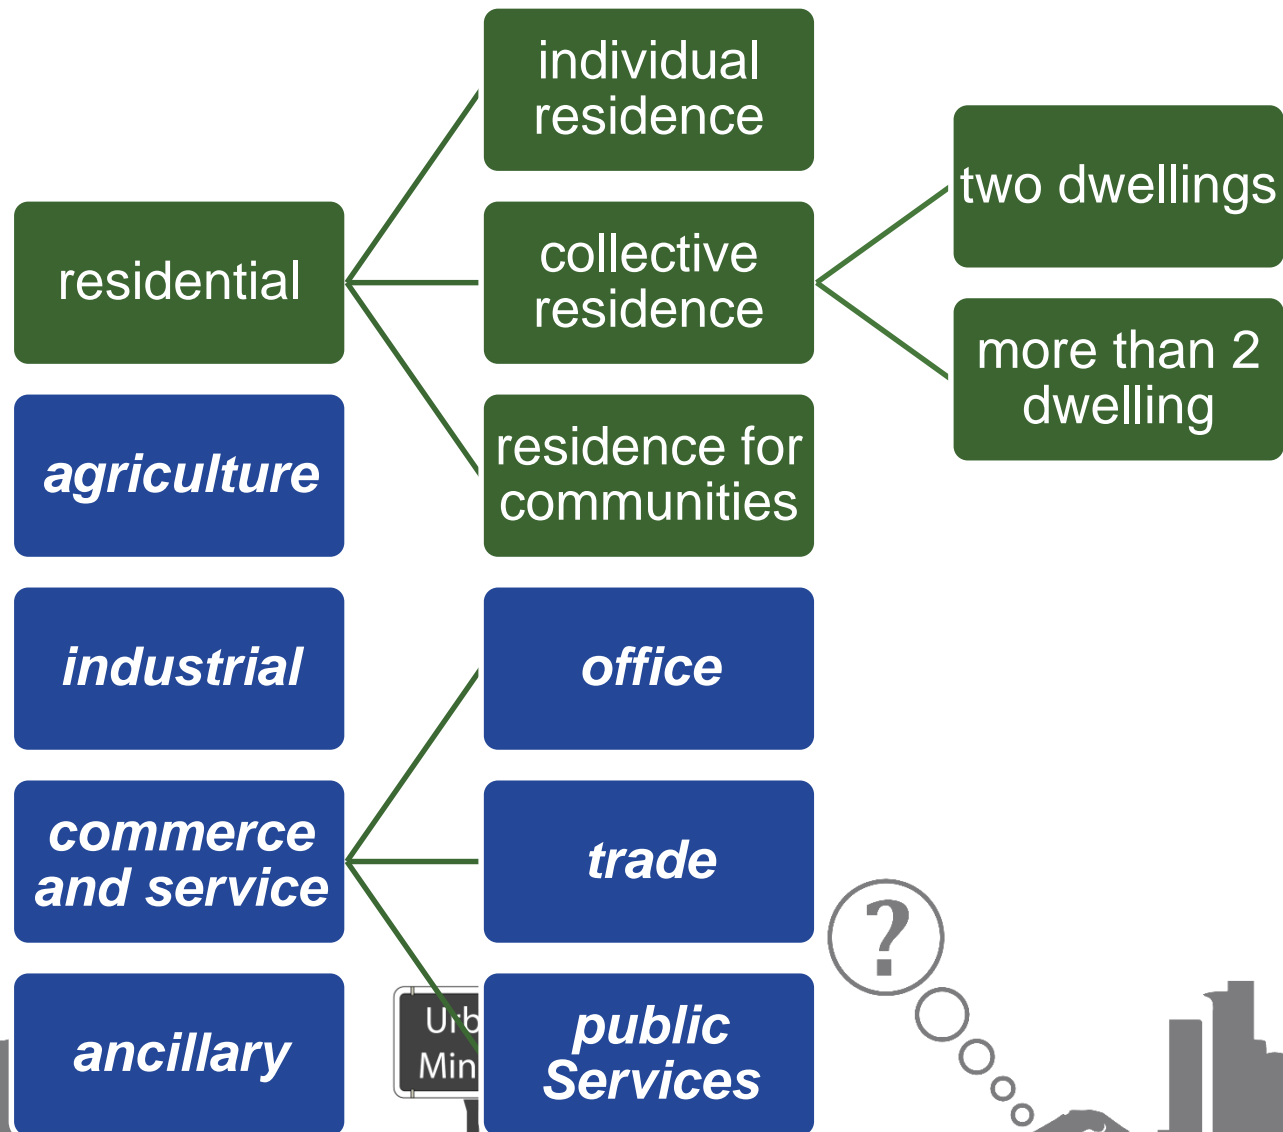 individual
residence
two dwellings
residential
collective
residence
more than 2
dwelling
agriculture
residence for
communities
industrial
office
commerce
and service
trade
?
ancillary
public
Services